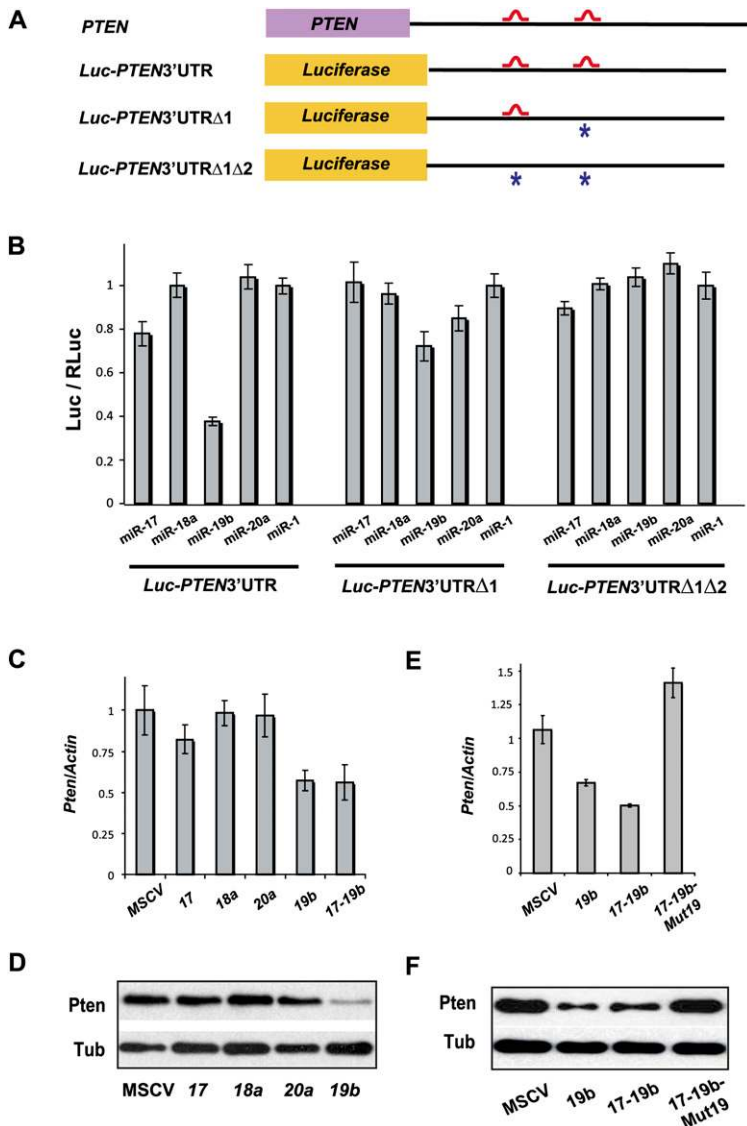 A
PTEN PTEN
Luc-PTEN3'UTR Luciferase
Luc-PTEN3'UTRΔ1 Luciferase
*
Luc-PTEN3'UTRΔ1Δ2 Luciferase
* *
B
Luc / RLuc
1
0.8
0.6
0.4
0.2
0
miR-17 miR-18a miR-19b miR-20a miR-1 miR-17 miR-18a miR-19b miR-20a miR-1 miR-17 miR-18a miR-19b miR-20a miR-1
Luc-PTEN3'UTR Luc-PTEN3'UTRΔ1 Luc-PTEN3'UTRΔ1Δ2
C
Pten/Actin
1
0.75
0.5
0.25
0
MSCV 17 18a 20a 19b 17-19b
E
Pten/Actin
1.5
1.25
1
0.75
0.5
0.25
0
MSCV 19b 17-19b 17-19b-
Mut19
D
Pten
Tub
MSCV 17 18a 20a 19b
F
Pten
Tub
MSCV 19b 17-19b 17-19b-
Mut19